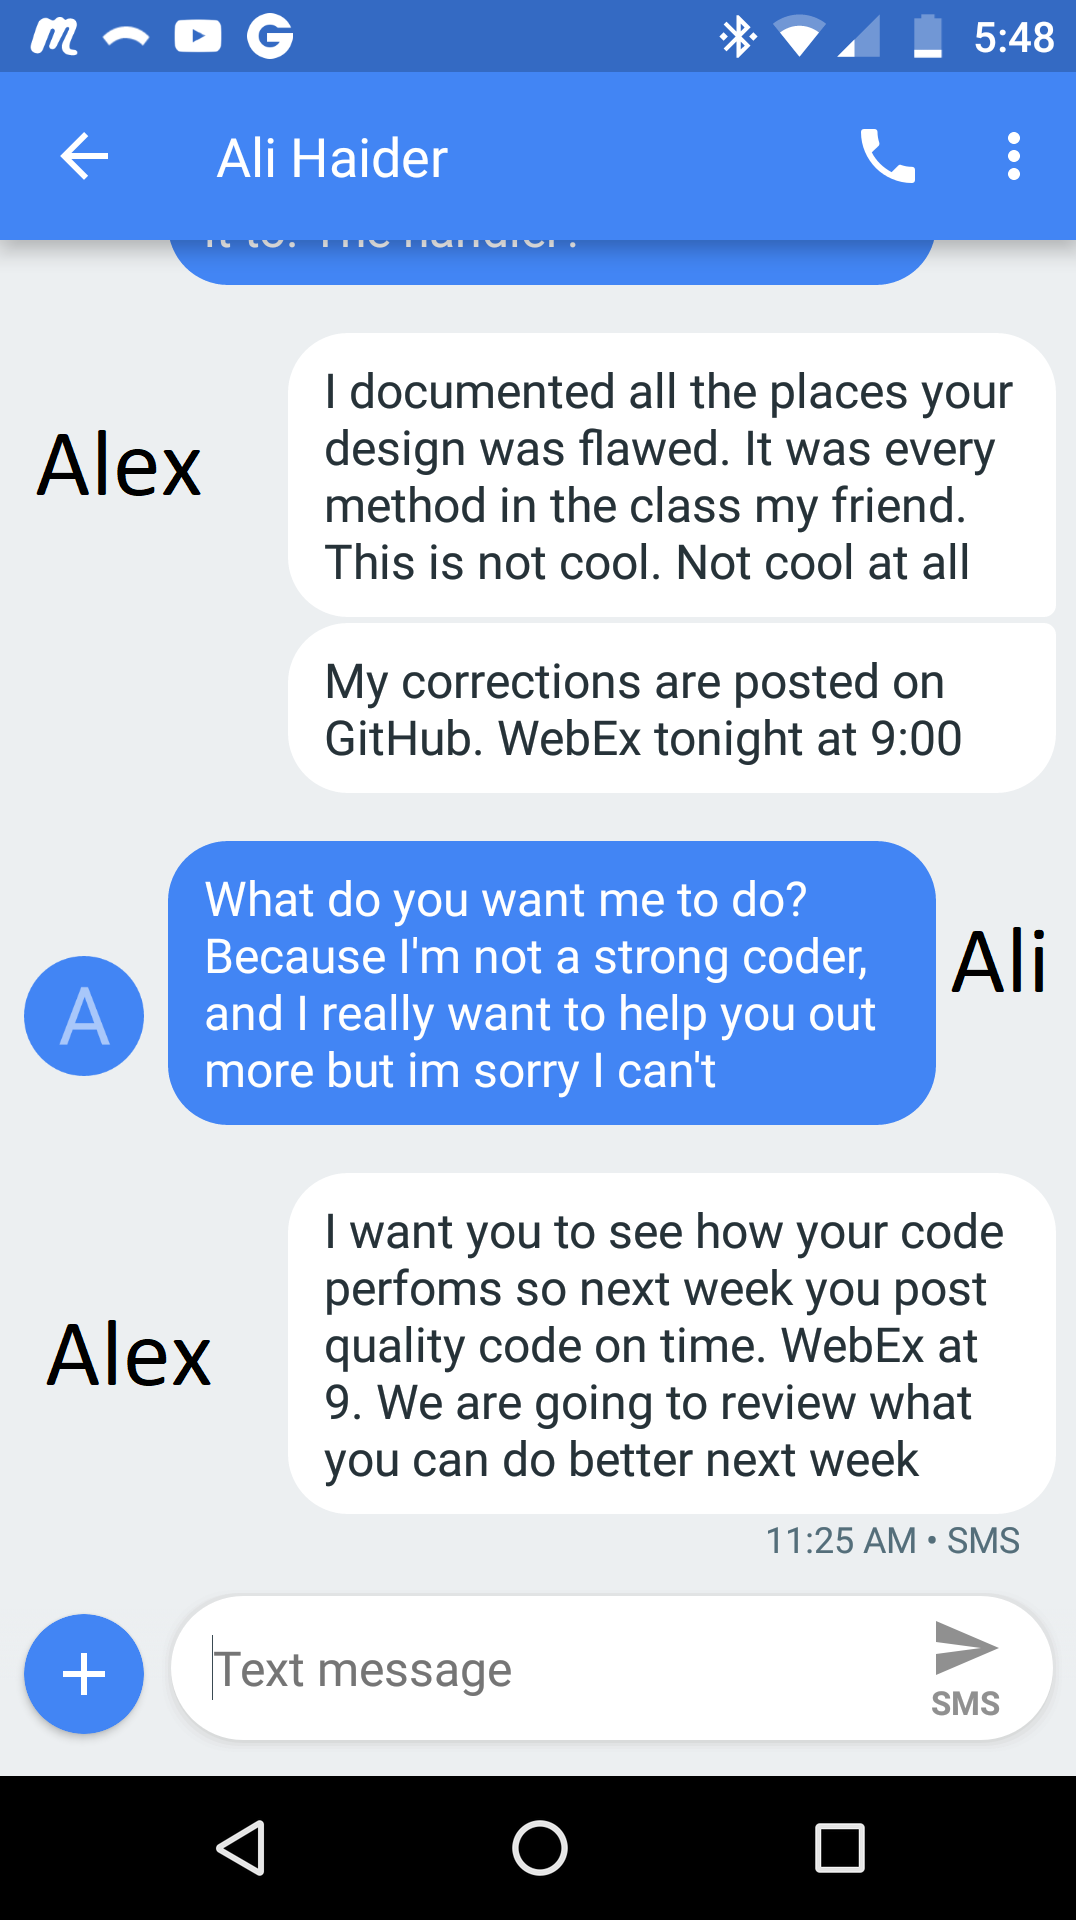 5:48
Ali Haider
it to? The handler?
I documented all the places your
design was flawed. It was every
method in the class my friend.
This is not cool. Not cool at all
Alex
My corrections are posted on
GitHub. WebEx tonight at 9:00
What do you want me to do?
Because I'm not a strong coder,
and I really want to help you out
more but im sorry I can't
A
Ali
I want you to see how your code
perfoms so next week you post
quality code on time. WebEx at
9. We are going to review what
you can do better next week
Alex
11:25 AM • SMS
Text message
SMS